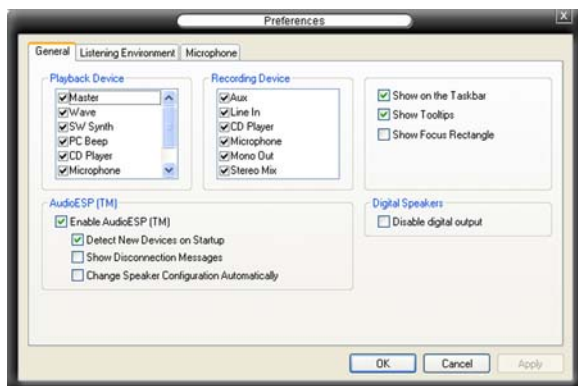 Preferences
X
General
Listening Environment
Microphone
Playback Device
Master
Wave
SW Synth
PC Beep
CD Player
Microphone
Recording Device
Aux
Line In
CD Player
Microphone
Mono Out
Stereo Mix
Show on the Taskbar
Show Tooltips
Show Focus Rectangle
AudioESP (TM)
Enable AudioESP (TM)
Detect New Devices on Startup
Show Disconnection Messages
Change Speaker Configuration Automatically
Digital Speakers
Disable digital output
OK
Cancel
Apply